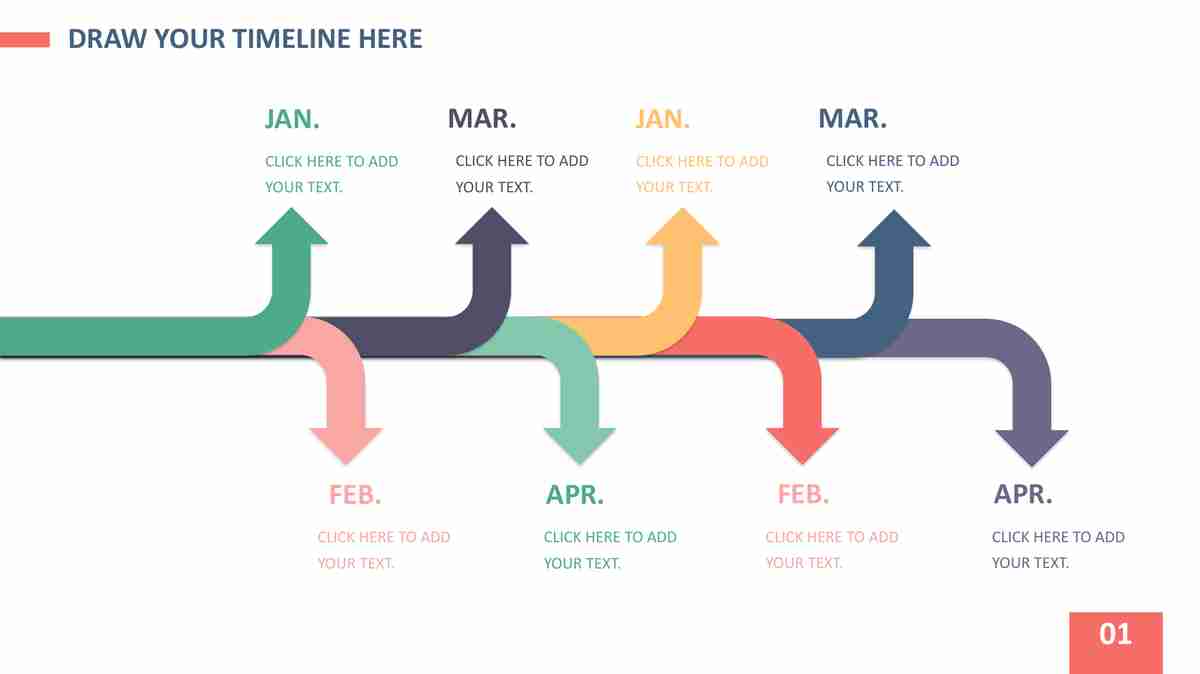 DRAW YOUR TIMELINE HERE
JAN.
CLICK HERE TO ADD
YOUR TEXT.
MAR.
CLICK HERE TO ADD
YOUR TEXT.
JAN.
CLICK HERE TO ADD
YOUR TEXT.
MAR.
CLICK HERE TO ADD
YOUR TEXT.
FEB.
CLICK HERE TO ADD
YOUR TEXT.
APR.
CLICK HERE TO ADD
YOUR TEXT.
FEB.
CLICK HERE TO ADD
YOUR TEXT.
APR.
CLICK HERE TO ADD
YOUR TEXT.
01